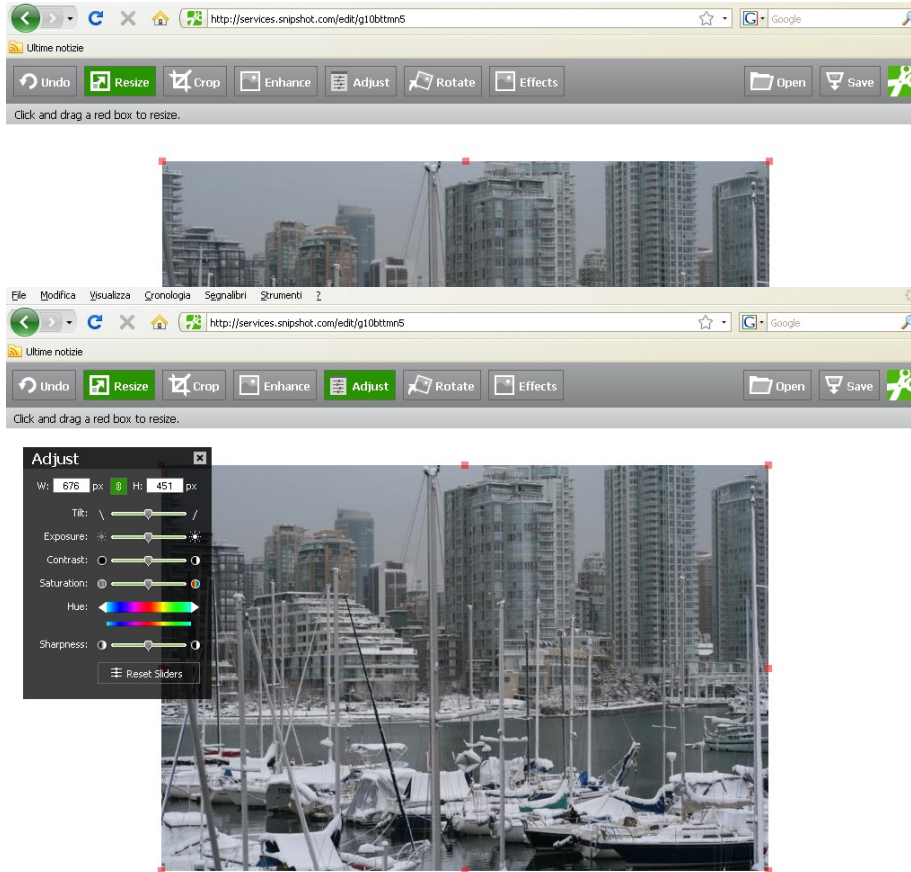 http://services.snipshot.com/edit/g10bttmn5 Google
Ultime notizie
Undo Resize Crop Enhance Adjust Rotate Effects Open Save
Click and drag a red box to resize.
File Modifica Visualizza Cronologia Segnalibri Strumenti ?
http://services.snipshot.com/edit/g10bttmn5 Google
Ultime notizie
Undo Resize Crop Enhance Adjust Rotate Effects Open Save
Click and drag a red box to resize.
Adjust
W: 676 px H: 451 px
Tilt: \ /
Exposure:
Contrast:
Saturation:
Hue:
Sharpness:
Reset Sliders